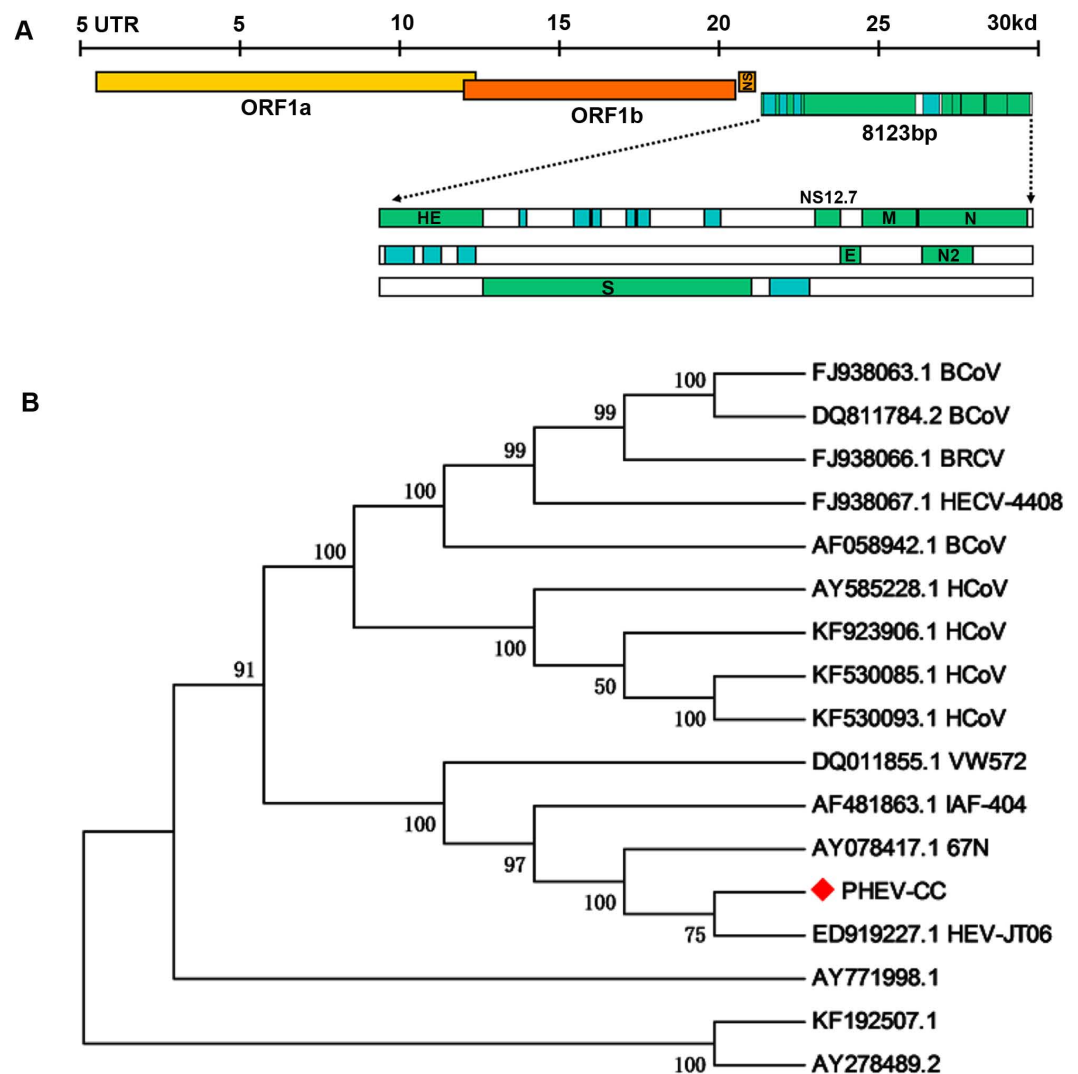 A
5 UTR 5 10 15 20 25 30kd
NS
ORF1a
ORF1b
8123bp
NS12.7
HE M N
E N2
S
B
FJ938063.1 BCoV
100
DQ811784.2 BCoV
99
FJ938066.1 BRCV
99
FJ938067.1 HECV-4408
100
AF058942.1 BCoV
100
AY585228.1 HCoV
KF923906.1 HCoV
100
KF530085.1 HCoV
91
50
KF530093.1 HCoV
100
DQ011855.1 VW572
AF481863.1 IAF-404
100
AY078417.1 67N
97
PHEV-CC
100
ED919227.1 HEV-JT06
75
AY771998.1
KF192507.1
AY278489.2
100